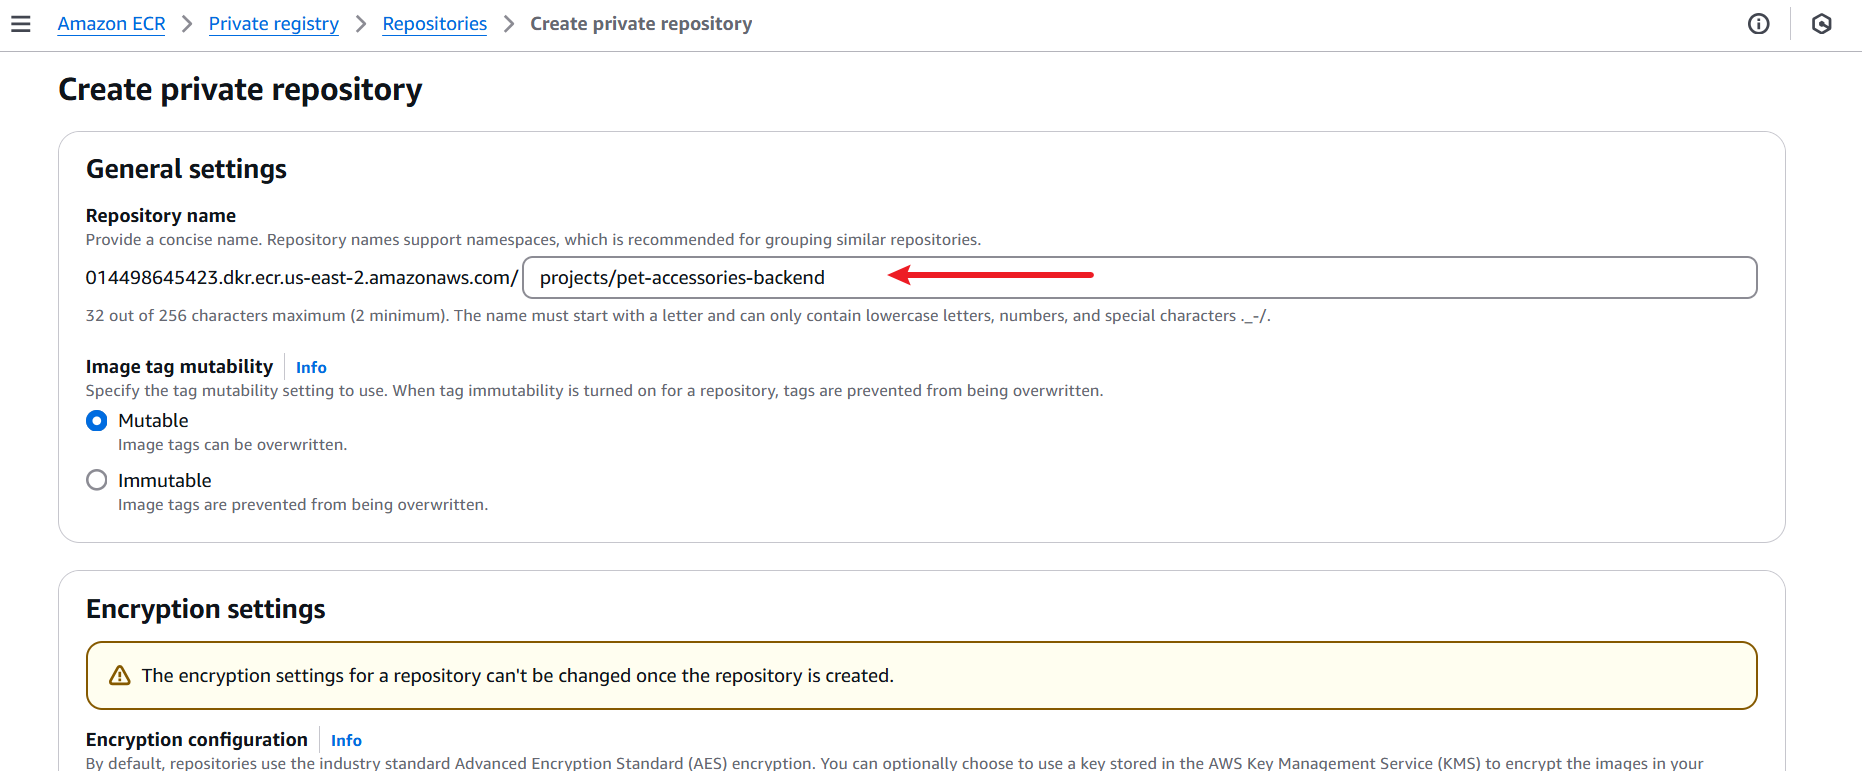 Amazon ECR > Private registry > Repositories > Create private repository
Create private repository
General settings
Repository name
Provide a concise name. Repository names support namespaces, which is recommended for grouping similar repositories.
014498645423.dkr.ecr.us-east-2.amazonaws.com/ projects/pet-accessories-backend
32 out of 256 characters maximum (2 minimum). The name must start with a letter and can only contain lowercase letters, numbers, and special characters ._-/.
Image tag mutability Info
Specify the tag mutability setting to use. When tag immutability is turned on for a repository, tags are prevented from being overwritten.
Mutable
Image tags can be overwritten.
Immutable
Image tags are prevented from being overwritten.
Encryption settings
The encryption settings for a repository can't be changed once the repository is created.
Encryption configuration Info
By default, repositories use the industry standard Advanced Encryption Standard (AES) encryption. You can optionally choose to use a key stored in the AWS Key Management Service (KMS) to encrypt the images in your